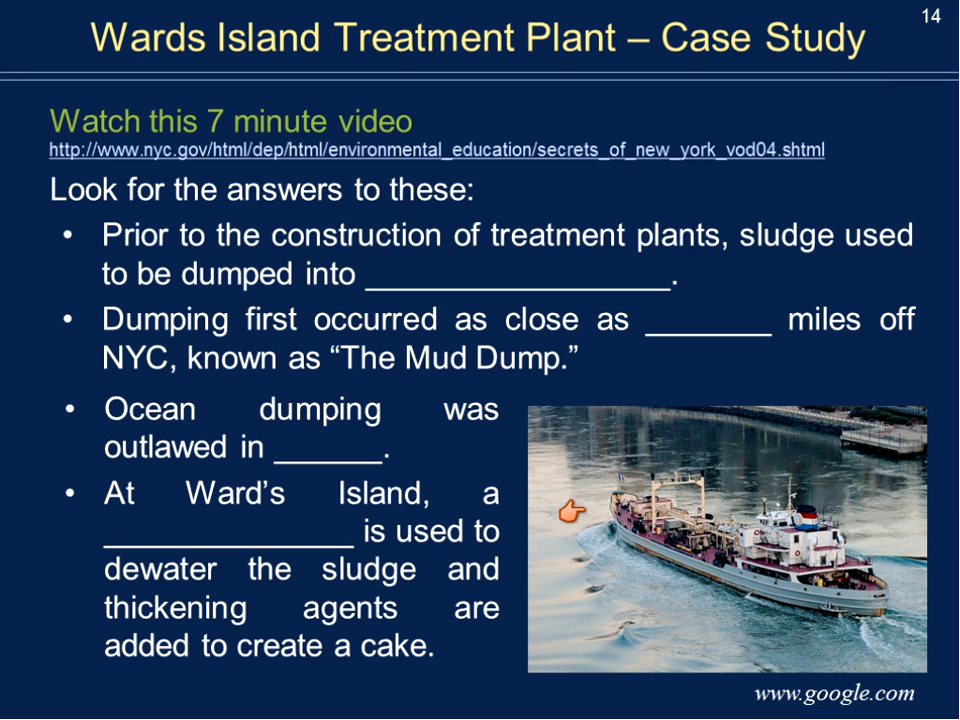 14
Wards Island Treatment Plant – Case Study
Watch this 7 minute video
http://www.nyc.gov/html/dep/html/environmental_education/secrets_of_new_york_vod04.shtml
Look for the answers to these:
• Prior to the construction of treatment plants, sludge used
to be dumped into _________________.
• Dumping first occurred as close as _______ miles off
NYC, known as “The Mud Dump.”
• Ocean dumping was
outlawed in ______.
• At Ward’s Island, a
______________ is used to
dewater the sludge and
thickening agents are
added to create a cake.
www.google.com